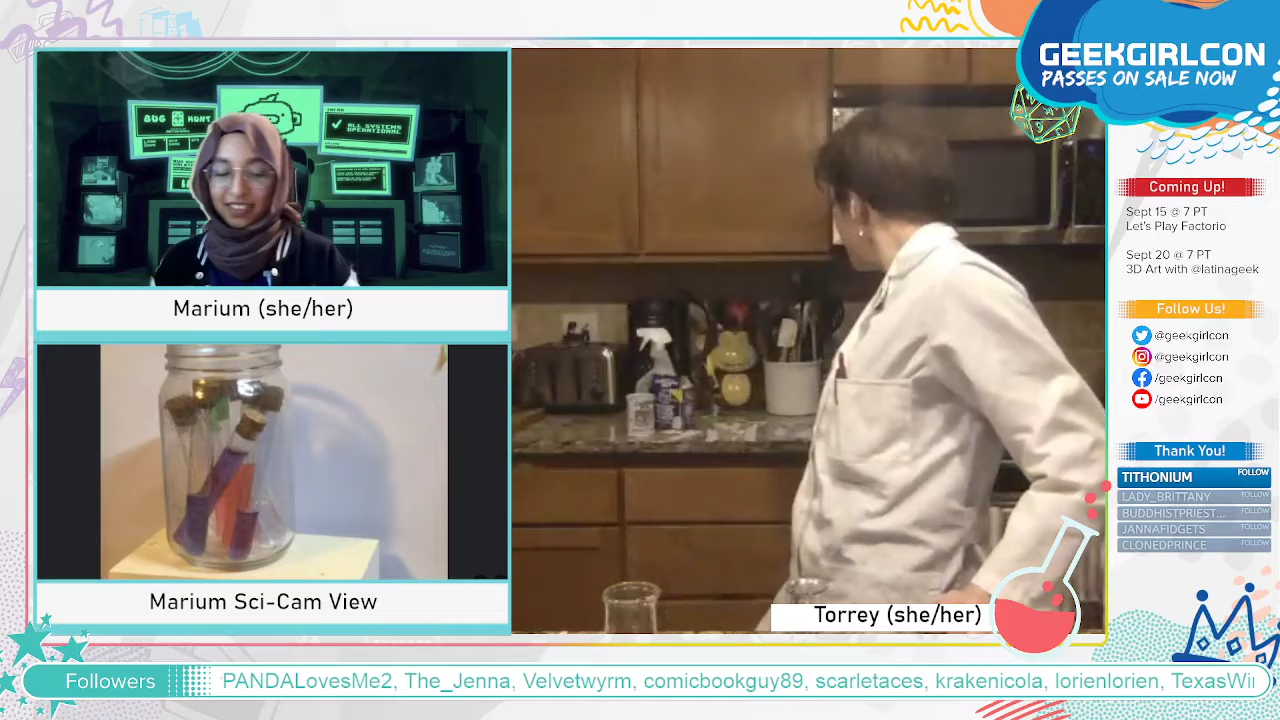 GEEKGIRLCON
PASSES ON SALE NOW
BUG HUNT
ALL SYSTEMS
OPERATIONAL
Marium (she/her)
Marium Sci-Cam View
Torrey (she/her)
Coming Up!
Sept 15 @ 7 PT
Let's Play Factorio
Sept 20 @ 7 PT
3D Art with @latinageek
Follow Us!
@geekgirlcon
@geekgirlcon
/geekgirlcon
/geekgirlcon
Thank You!
TITHONIUM FOLLOW
LADY_BRITTANY FOLLOW
BUDDHISTPRIEST... FOLLOW
JANNAFIDGETS FOLLOW
CLONEDPRINCE FOLLOW
Followers PANDALovesMe2, The_Jenna, Velvetwyrm, comicbookguy89, scarletaces, krakenicola, lorienlorien, TexasWi